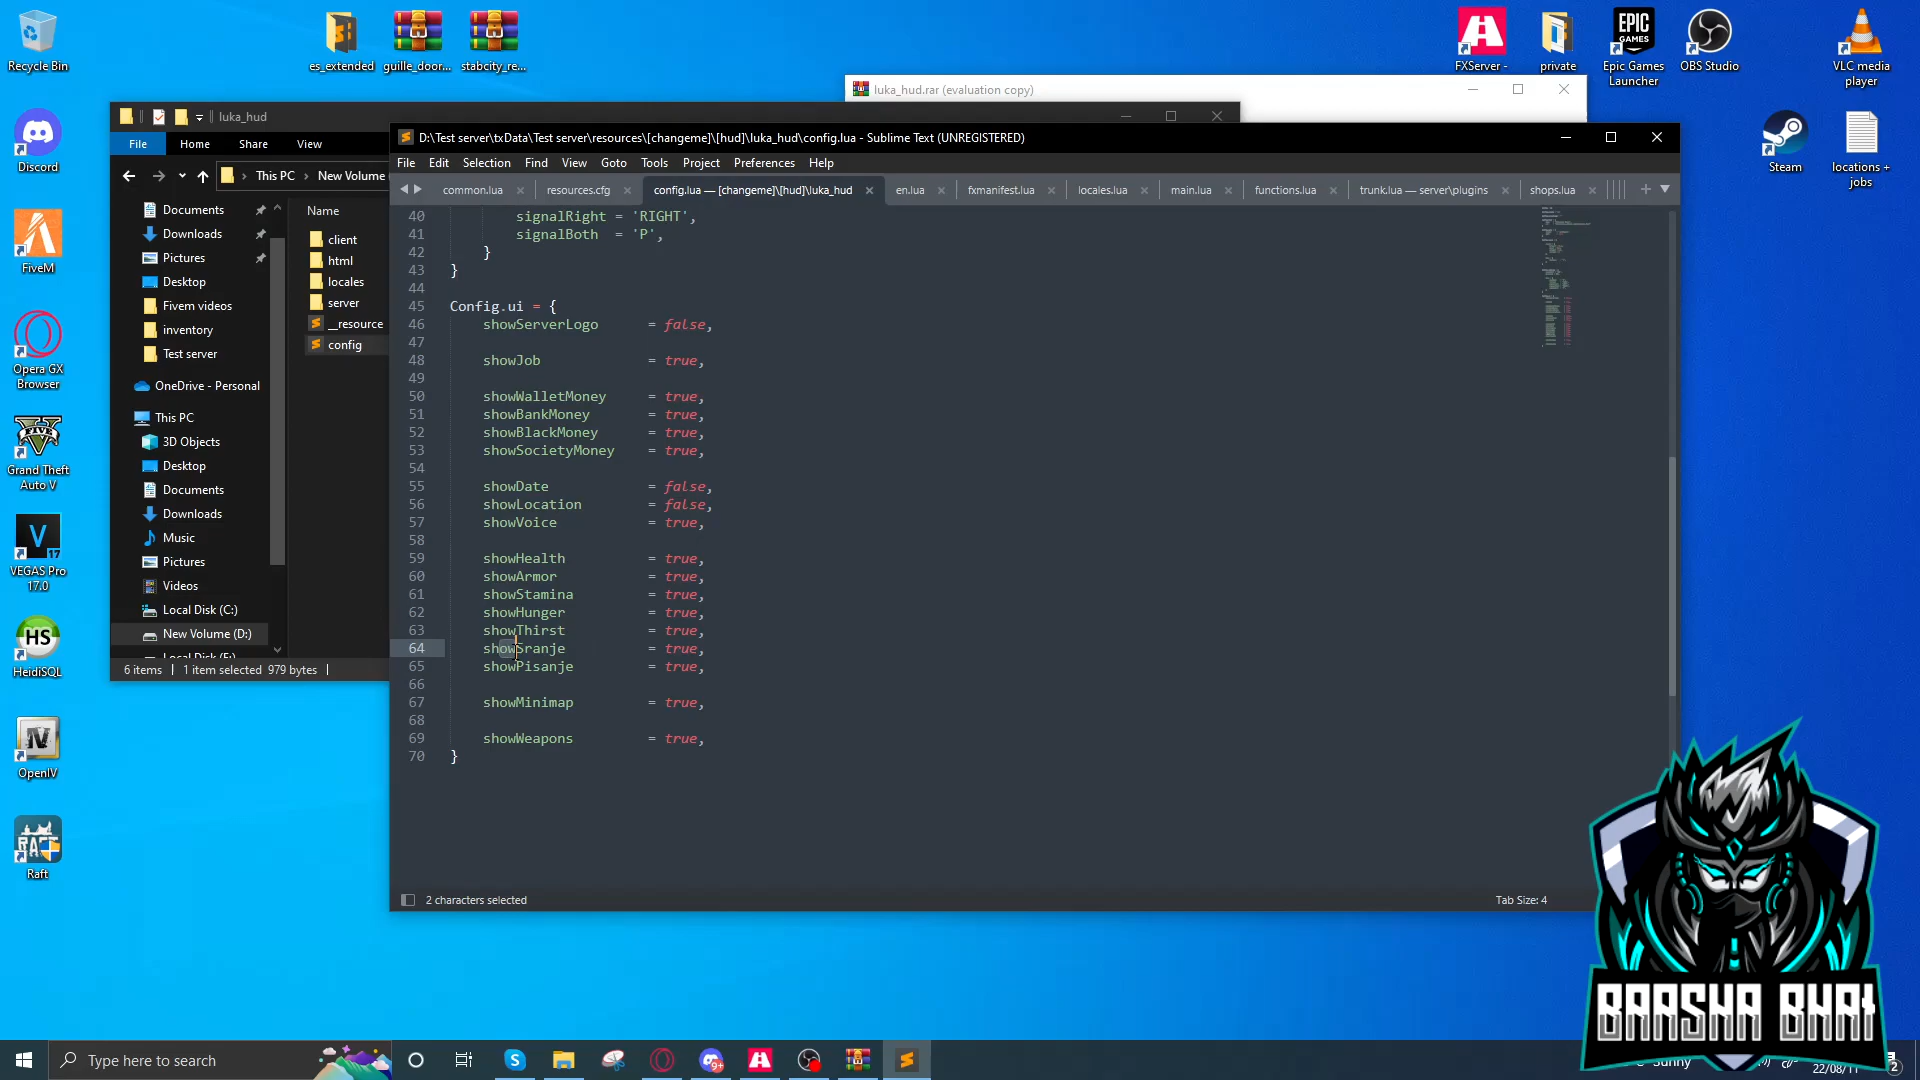 Recycle Bin
es_extended
guille_door...
stabcity_re...
FXServer -
private
Epic Games Launcher
OBS Studio
VLC media player
Discord
FiveM
Opera GX Browser
Grand Theft Auto V
VEGAS Pro 17.0
HeidiSQL
OpenIV
Raft
Steam
locations + jobs
luka_hud.rar (evaluation copy)
luka_hud
File Home Share View
This PC New Volume
Documents
Downloads
Pictures
Desktop
Fivem videos
inventory
Test server
OneDrive - Personal
This PC
3D Objects
Desktop
Documents
Downloads
Music
Pictures
Videos
Local Disk (C:)
New Volume (D:)
Name
client
html
locales
server
__resource
config
6 items 1 item selected 979 bytes
D:\Test server\txData\Test server\resources\[changeme]\[hud]\luka_hud\config.lua - Sublime Text (UNREGISTERED)
File Edit Selection Find View Goto Tools Project Preferences Help
common.lua resources.cfg config.lua — [changeme]\[hud]\luka_hud en.lua fxmanifest.lua locales.lua main.lua functions.lua trunk.lua — server\plugins shops.lua
40 signalRight = 'RIGHT',
41 signalBoth = 'P',
42 }
43 }
44
45 Config.ui = {
46 showServerLogo = false,
47
48 showJob = true,
49
50 showWalletMoney = true,
51 showBankMoney = true,
52 showBlackMoney = true,
53 showSocietyMoney = true,
54
55 showDate = false,
56 showLocation = false,
57 showVoice = true,
58
59 showHealth = true,
60 showArmor = true,
61 showStamina = true,
62 showHunger = true,
63 showThirst = true,
64 showSranje = true,
65 showPisanje = true,
66
67 showMinimap = true,
68
69 showWeapons = true,
70 }
2 characters selected
Tab Size: 4
BAASHA BHAI
Type here to search
Sunny
22/08/11